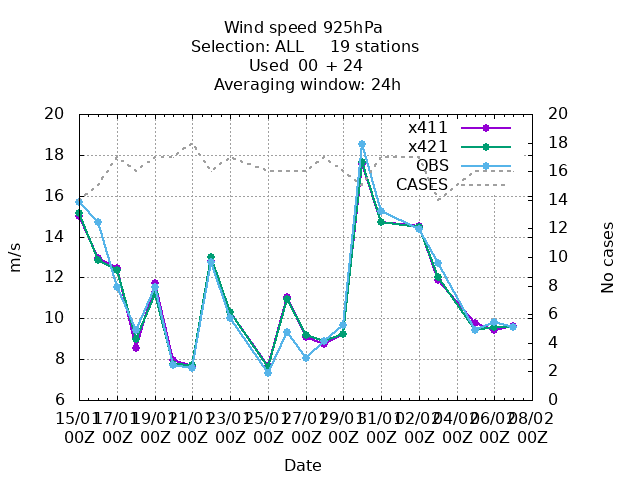 Wind speed 925hPa
Selection: ALL 19 stations
Used 00 + 24
Averaging window: 24h
20 20
18 18
16 16
14 14
12 12
10 10
8 8
6 6
4
2
0
x411
x421
OBS
CASES
m/s
No cases
15/01 17/01 19/01 21/01 23/01 25/01 27/01 29/01 31/01 02/02 04/02 06/02 08/02
00Z 00Z 00Z 00Z 00Z 00Z 00Z 00Z 00Z 00Z 00Z 00Z 00Z
Date